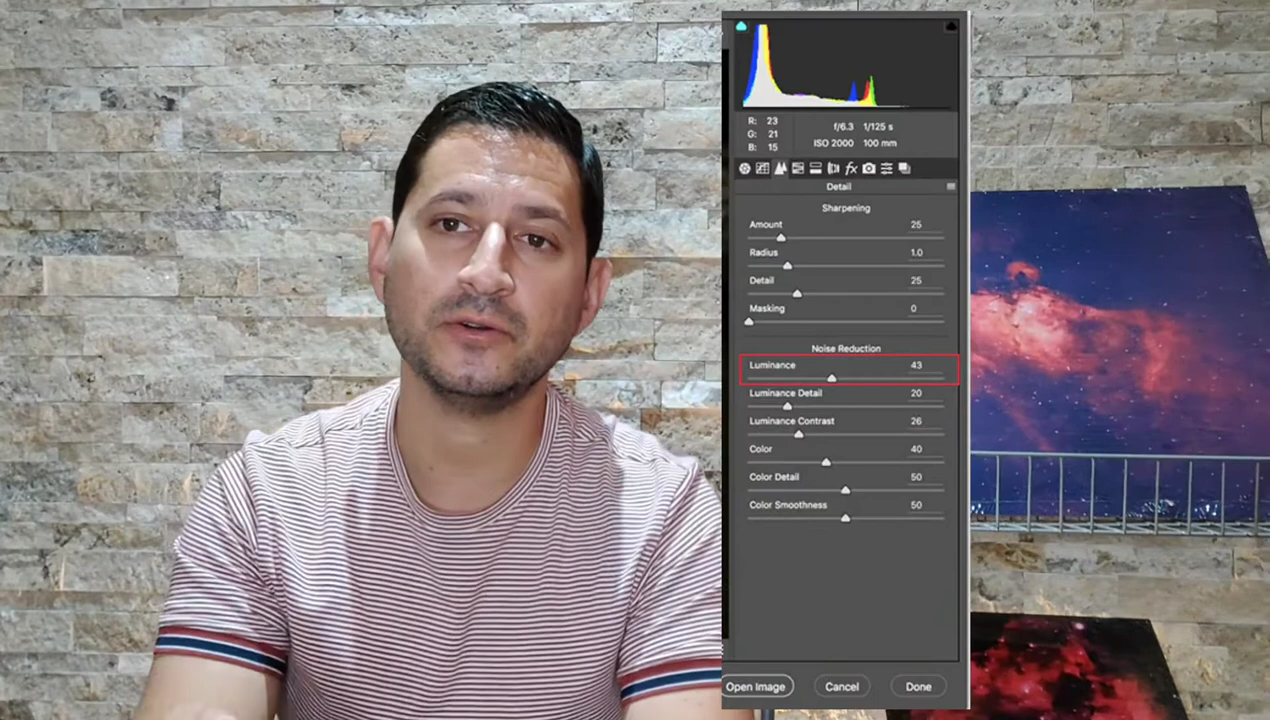 R: 23
G: 21
B: 15
f/6.3 1/125 s
ISO 2000 100 mm
fx
Detail
Sharpening
Amount 25
Radius 1.0
Detail 25
Masking 0
Noise Reduction
Luminance 43
Luminance Detail 20
Luminance Contrast 26
Color 40
Color Detail 50
Color Smoothness 50
Open Image Cancel Done